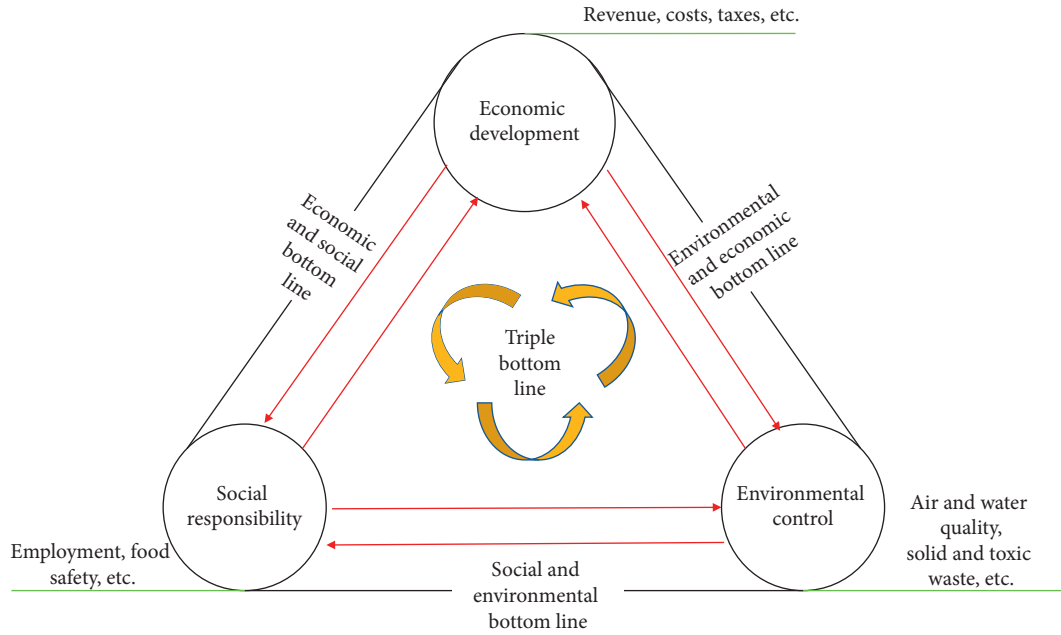 Revenue, costs, taxes, etc.
Economic
development
Economic
and social
bottom
line
Environmental
and economic
bottom line
Triple
bottom
line
Social
responsibility
Environmental
control
Employment, food
safety, etc.
Air and water
quality,
solid and toxic
waste, etc.
Social and
environmental
bottom line